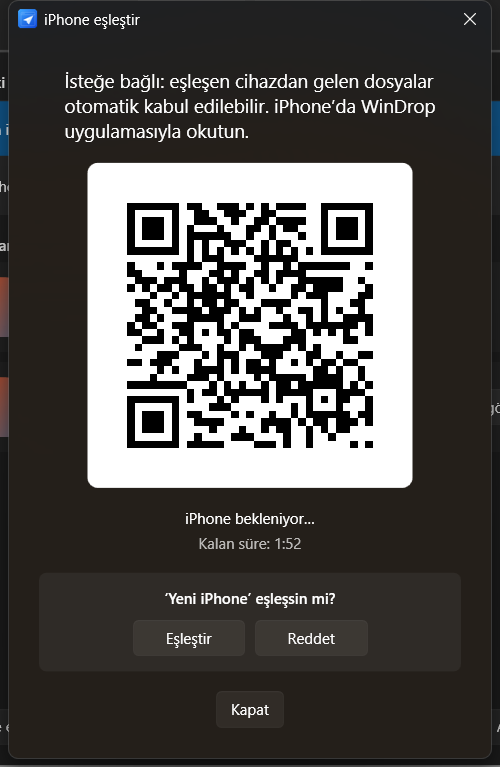 iPhone eşleştir
İsteğe bağlı: eşleşen cihazdan gelen dosyalar
otomatik kabul edilebilir. iPhone'da WinDrop
uygulamasıyla okutun.
iPhone bekleniyor...
Kalan süre: 1:52
'Yeni iPhone' eşleşsin mi?
Eşleştir
Reddet
Kapat